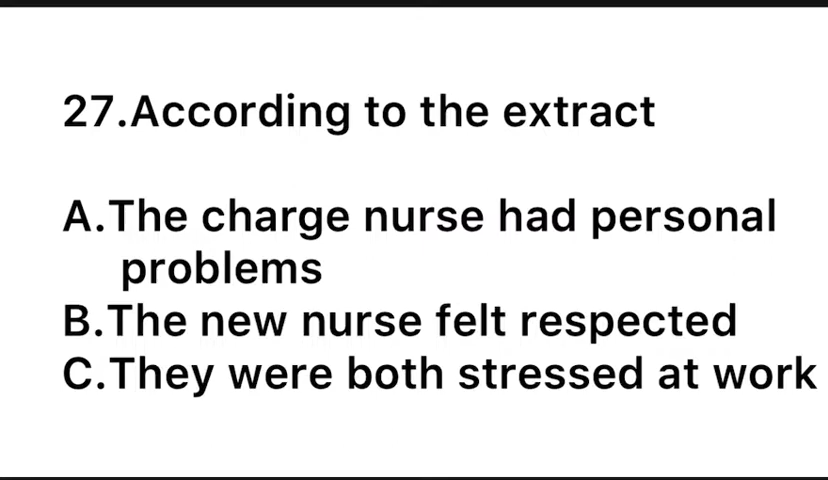 27.According to the extract
A.The charge nurse had personal
problems
B.The new nurse felt respected
C.They were both stressed at work